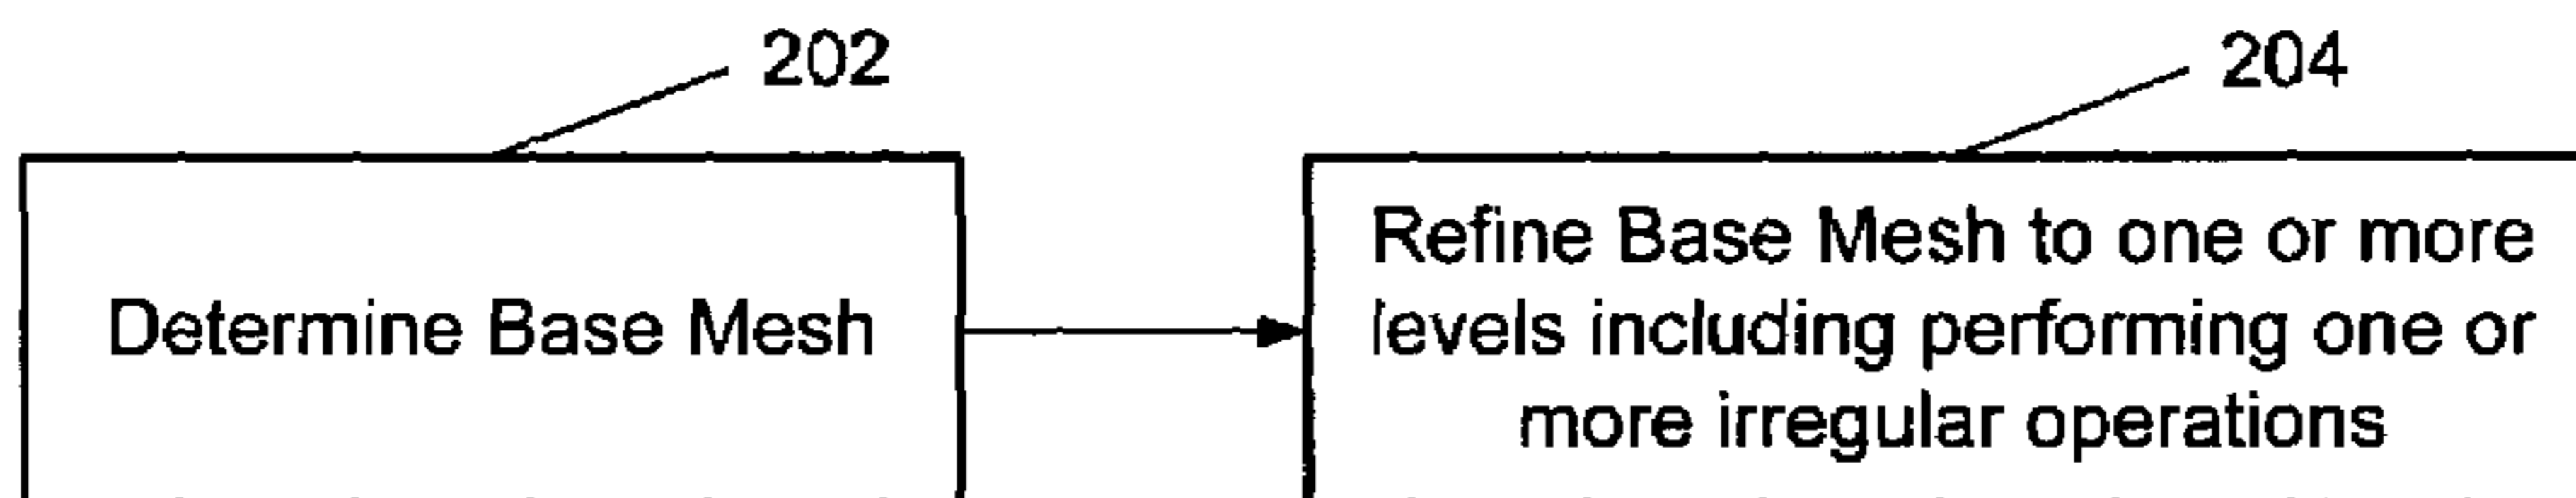 202
204
Determine Base Mesh
Refine Base Mesh to one or more
levels including performing one or
more irregular operations